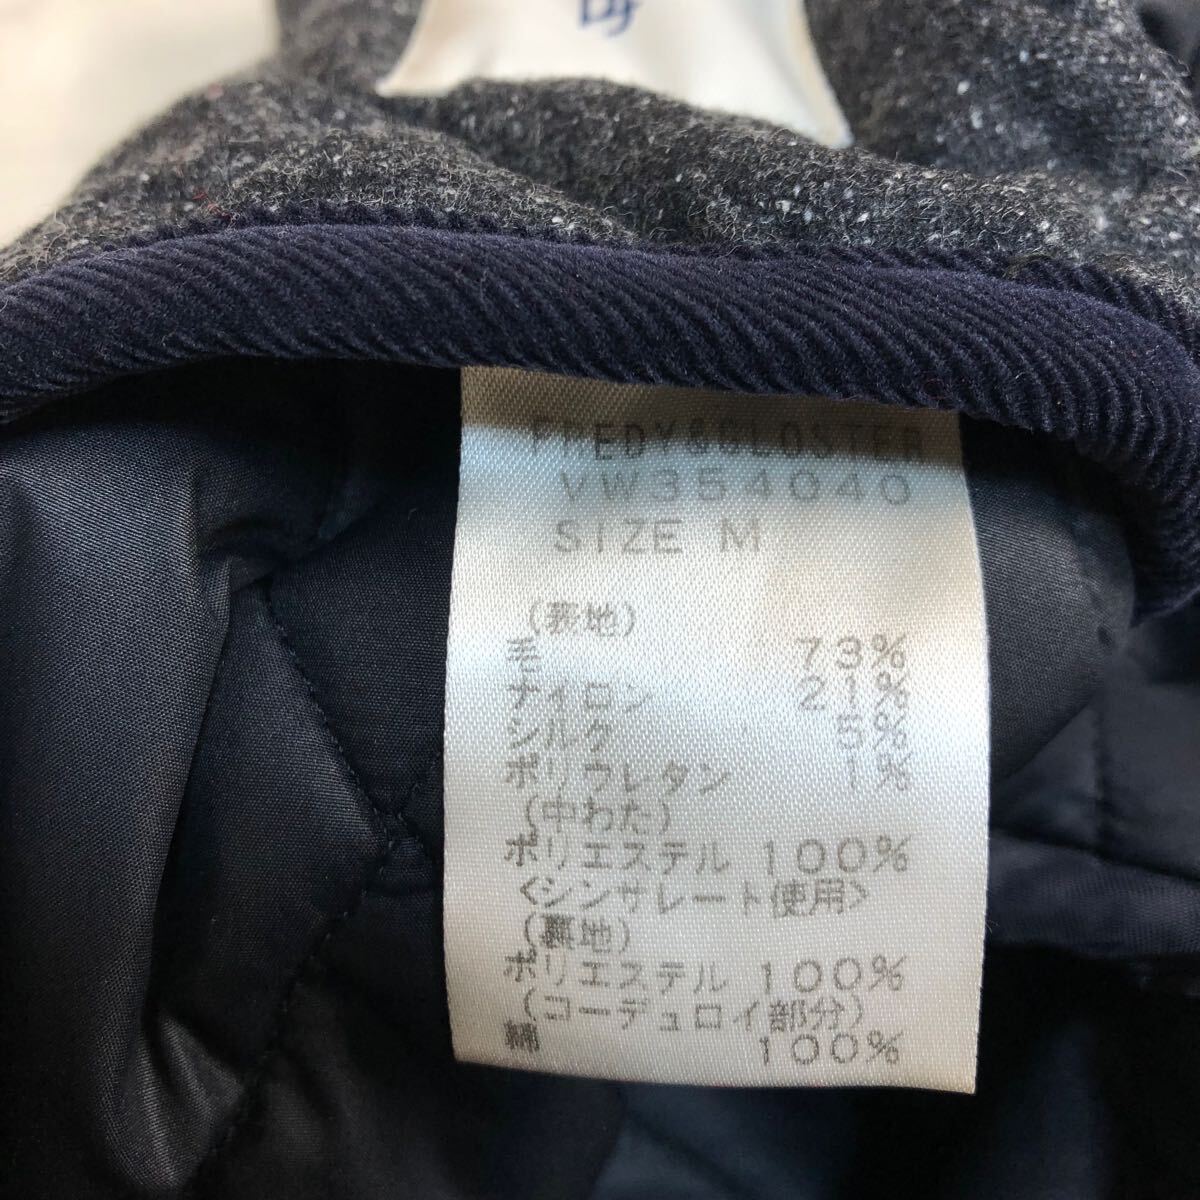 FREDY&GLOSTER
VW354040
SIZE M
(表地)
毛 73%
ナイロン 21%
シルク 5%
ポリウレタン 1%
(中わた)
ポリエステル 100%
<シンサレート使用>
(裏地)
ポリエステル 100%
(コーデュロイ部分)
綿 100%